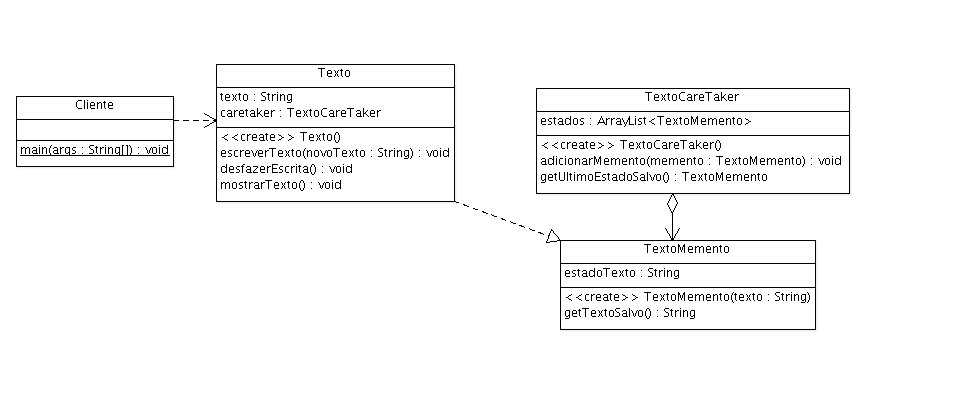 Cliente
main(args : String[]) : void
Texto
texto : String
caretaker : TextoCareTaker
<<create>> Texto()
escreverTexto(novoTexto : String) : void
desfazerEscrita() : void
mostrarTexto() : void
TextoCareTaker
estados : ArrayList<TextoMemento>
<<create>> TextoCareTaker()
adicionarMemento(memento : TextoMemento) : void
getUltimoEstadoSalvo() : TextoMemento
TextoMemento
estadoTexto : String
<<create>> TextoMemento(texto : String)
getTextoSalvo() : String